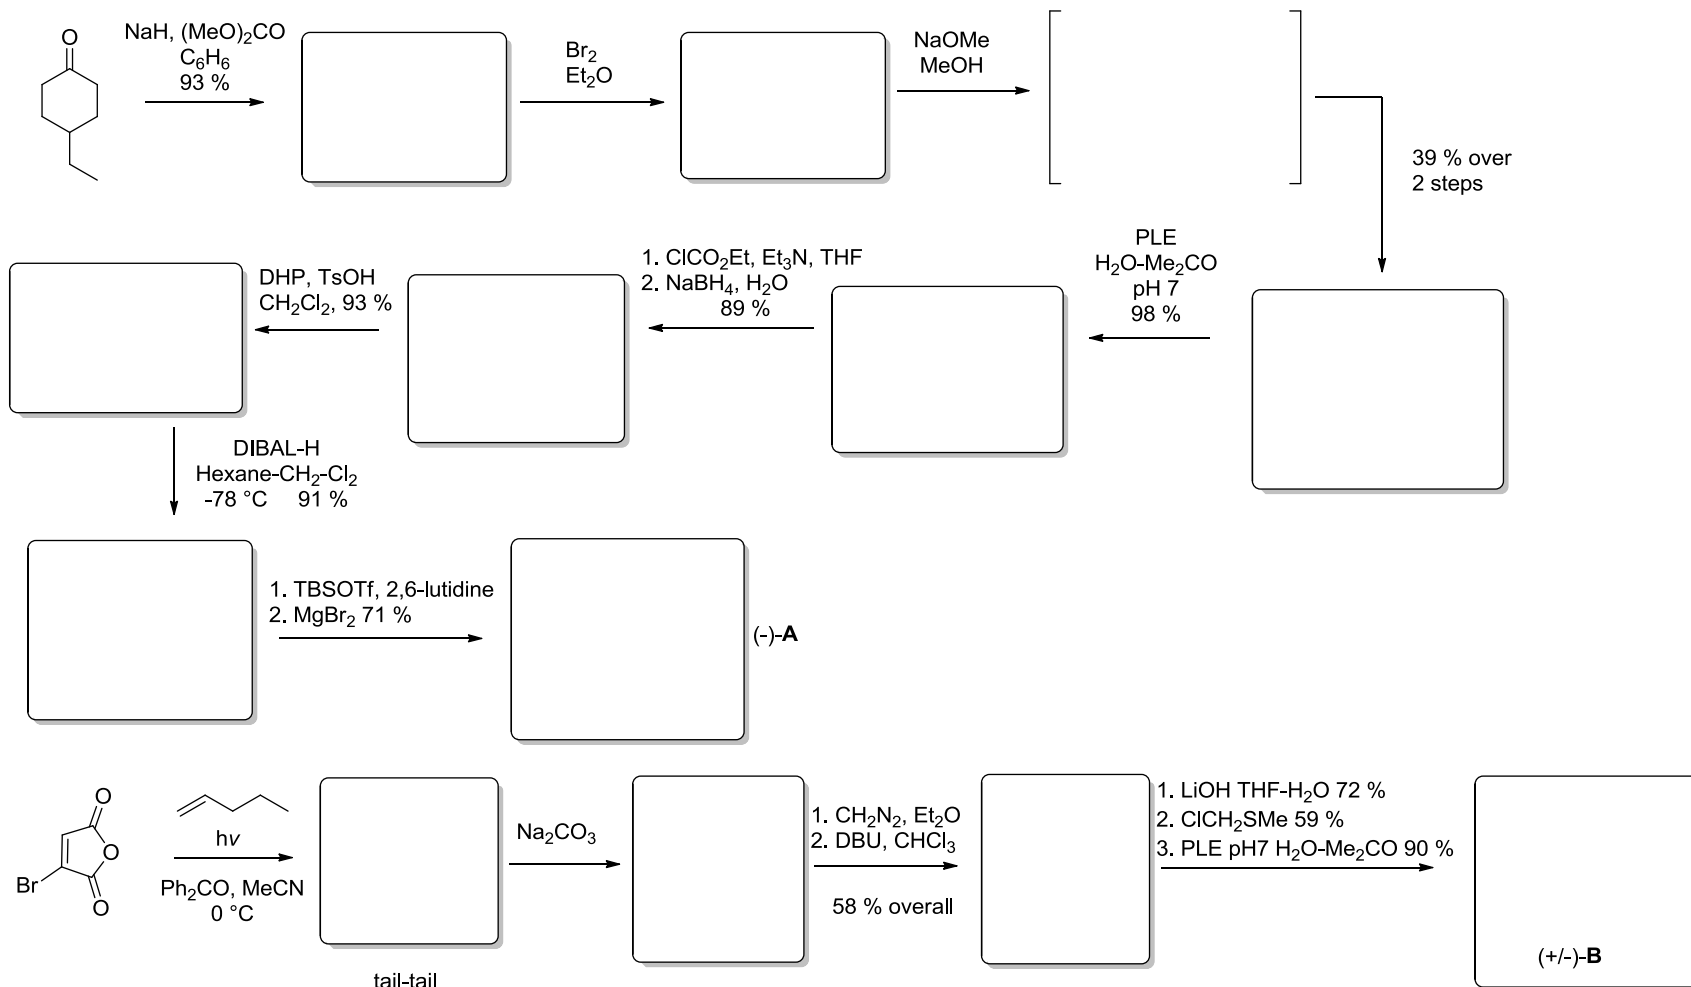 O
NaH, (MeO)2CO
C6H6
93 %
Br2
Et2O
NaOMe
MeOH
39 % over
2 steps
PLE
H2O-Me2CO
pH 7
98 %
1. ClCO2Et, Et3N, THF
2. NaBH4, H2O
89 %
DHP, TsOH
CH2Cl2, 93 %
DIBAL-H
Hexane-CH2-Cl2
-78 °C 91 %
1. TBSOTf, 2,6-lutidine
2. MgBr2 71 %
(-)-A
O
O
Br
O
hν
Ph2CO, MeCN
0 °C
tail-tail
Na2CO3
1. CH2N2, Et2O
2. DBU, CHCl3
58 % overall
1. LiOH THF-H2O 72 %
2. ClCH2SMe 59 %
3. PLE pH7 H2O-Me2CO 90 %
(+/-)-B